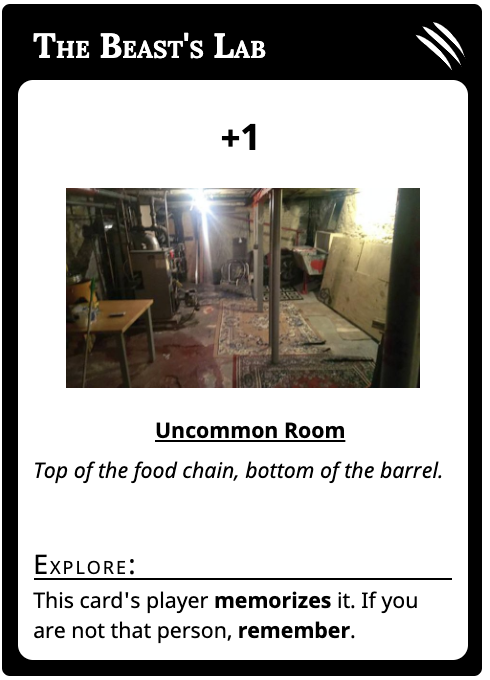 The Beast's Lab
+1
Uncommon Room
Top of the food chain, bottom of the barrel.
Explore:
This card's player memorizes it. If you
are not that person, remember.